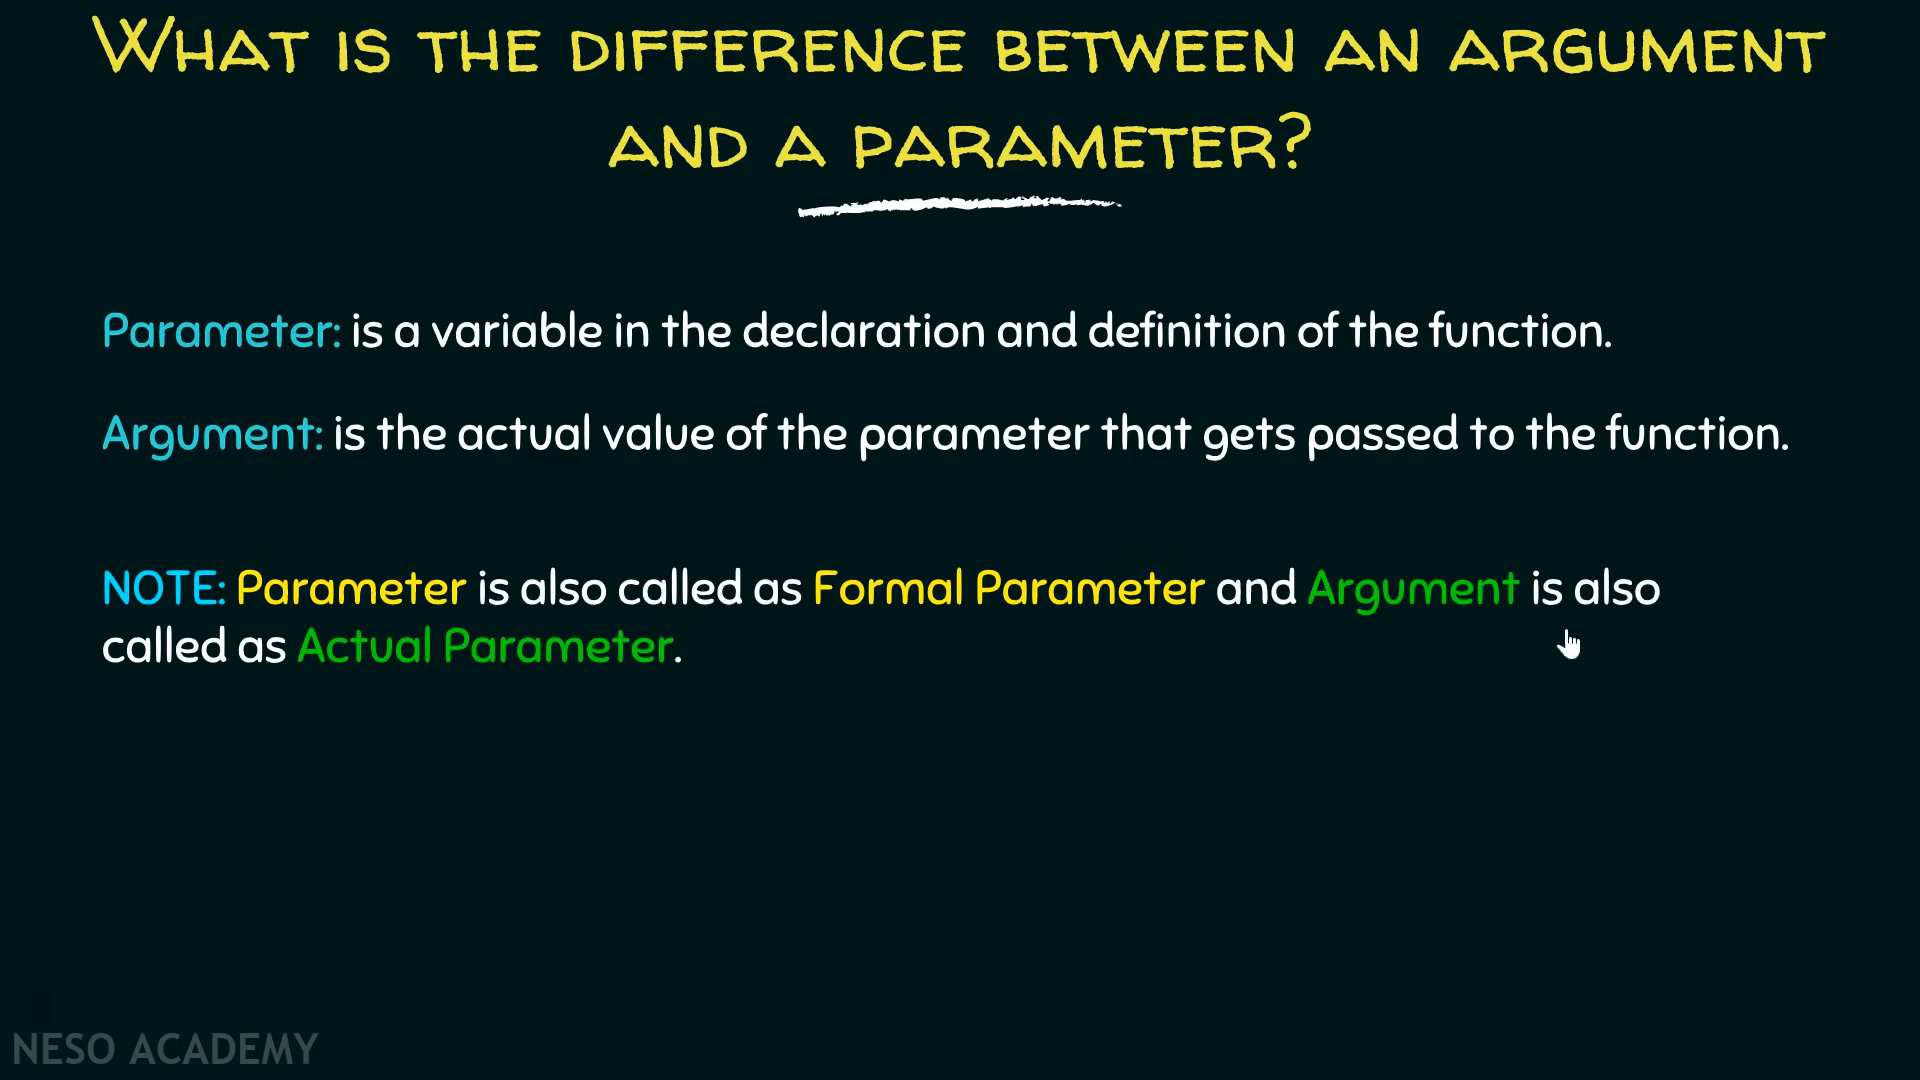 WHAT IS THE DIFFERENCE BETWEEN AN ARGUMENT
AND A PARAMETER?
Parameter: is a variable in the declaration and definition of the function.
Argument: is the actual value of the parameter that gets passed to the function.
NOTE: Parameter is also called as Formal Parameter and Argument is also
called as Actual Parameter.
NESO ACADEMY